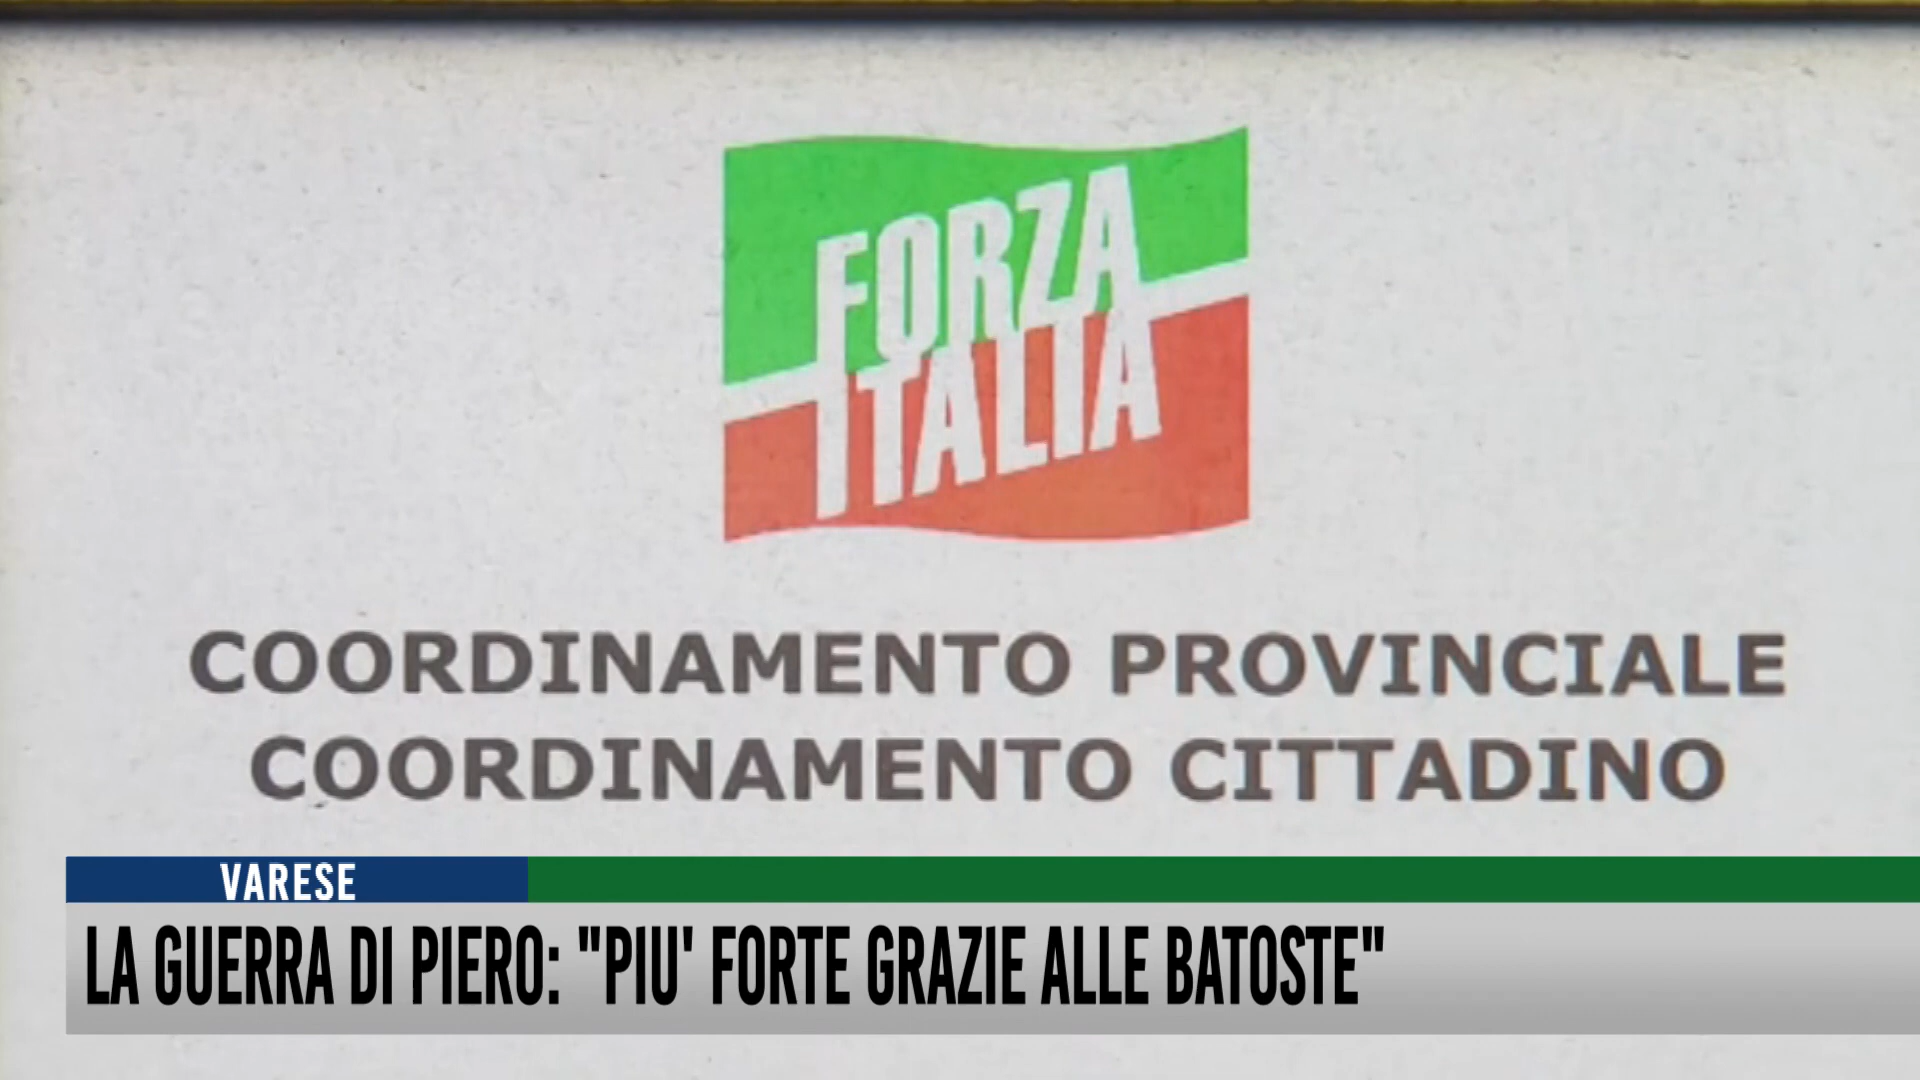 FORZA
ITALIA
COORDINAMENTO PROVINCIALE
COORDINAMENTO CITTADINO
VARESE
LA GUERRA DI PIERO: "PIU' FORTE GRAZIE ALLE BATOSTE"